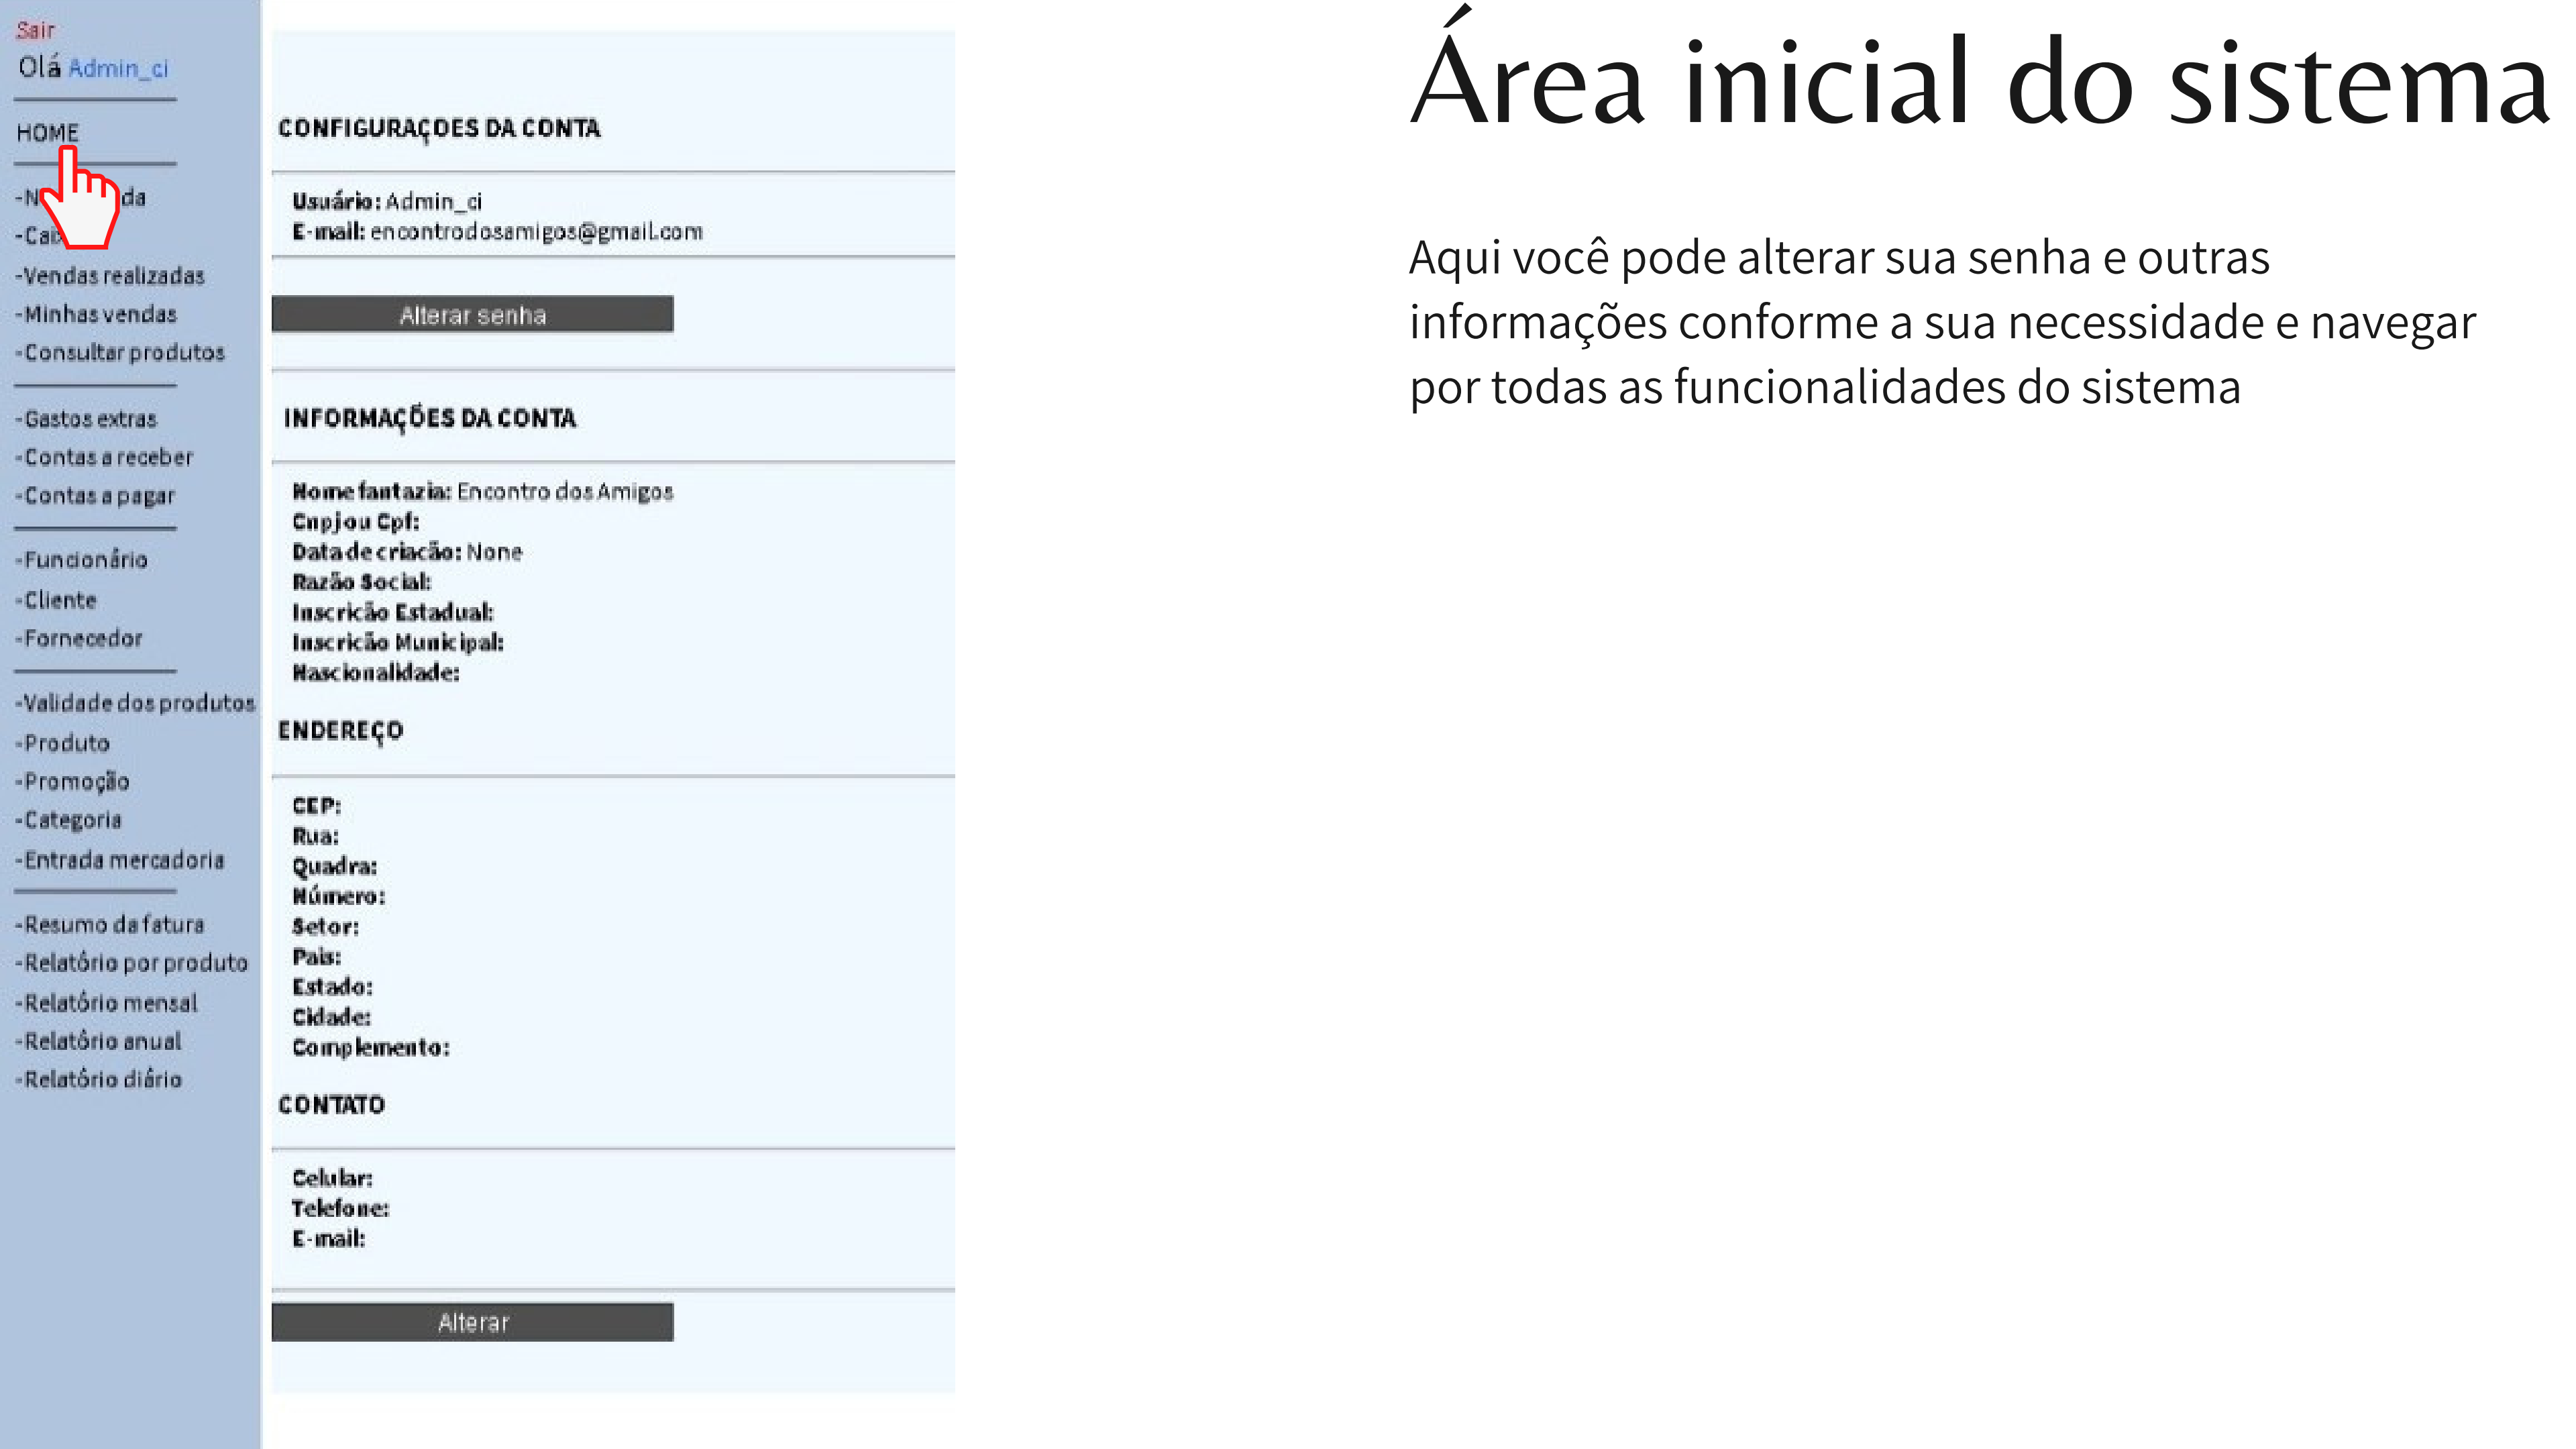 Sair
Olá Admin_ci
HOME
da
-Vendas realizadas
-Minhas vendas
-Consultar produtos
-Gastos extras
-Contas a receber
-Contas a pagar
-Funcionário
-Cliente
-Fornecedor
-Validade dos produtos
-Produto
-Promoção
-Categoria
-Entrada mercadoria
-Resumo da fatura
-Relatório por produto
-Relatório mensal
-Relatório anual
-Relatório diário
CONFIGURAÇOES DA CONTA
Usuário: Admin_ci
E-mail: encontrodosamigos@gmail.com
Alterar senha
INFORMAÇÕES DA CONTA
Nome fantazia: Encontro dos Amigos
Cnpj ou Cpf:
Data de criacão: None
Razão Social:
Inscricão Estadual:
Inscricão Municipal:
Nascionalidade:
ENDEREÇO
CEP:
Rua:
Quadra:
Número:
Setor:
Pais:
Estado:
Cidade:
Complemento:
CONTATO
Celular:
Telefone:
E-mail:
Alterar
Área inicial do sistema
Aqui você pode alterar sua senha e outras
informações conforme a sua necessidade e navegar
por todas as funcionalidades do sistema